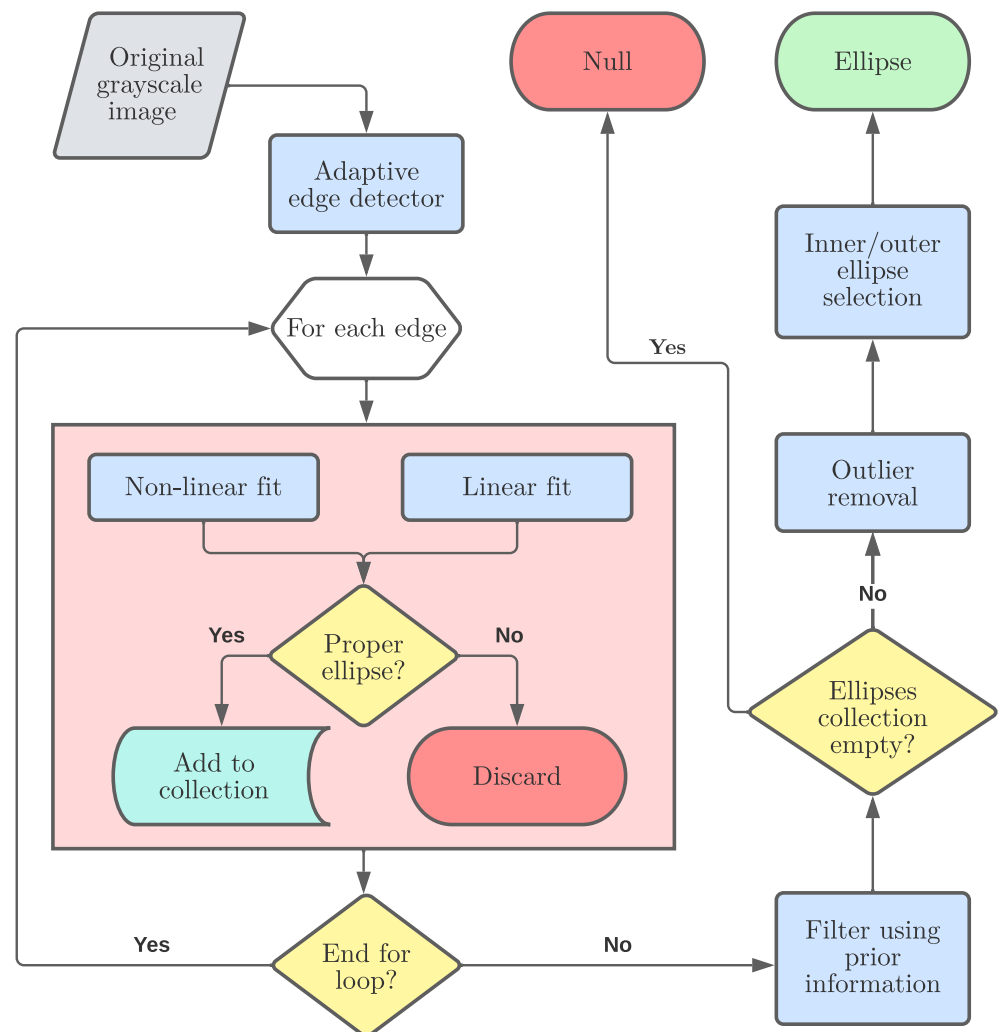 Original
grayscale
image
Null
Ellipse
Adaptive
edge detector
Inner/outer
ellipse
selection
For each edge
Yes
Non-linear fit
Linear fit
Outlier
removal
No
Yes
No
Proper
ellipse?
Ellipses
collection
empty?
Add to
collection
Discard
Yes
No
End for
loop?
Filter using
prior
information